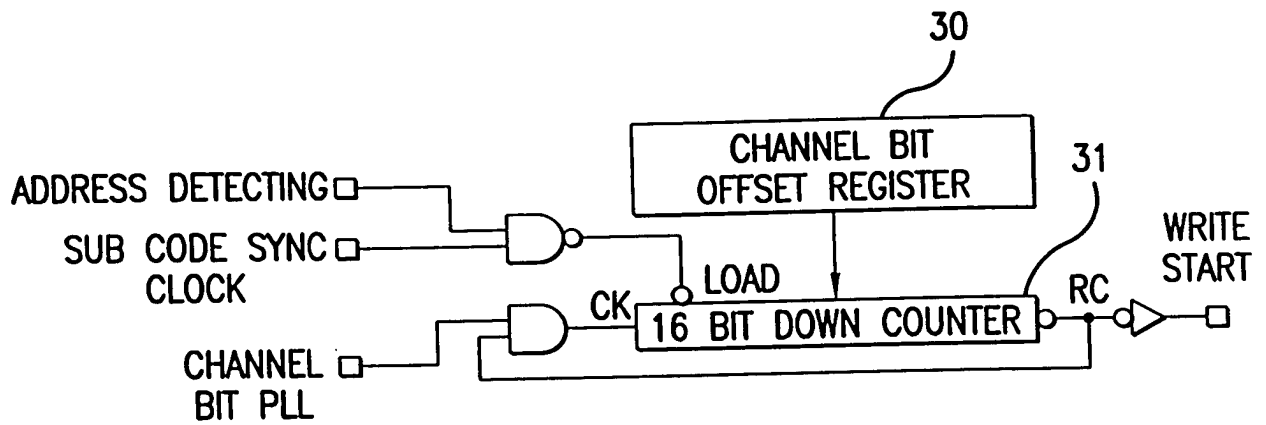 30
CHANNEL BIT
OFFSET REGISTER
31
ADDRESS DETECTING
SUB CODE SYNC
CLOCK
WRITE
START
LOAD
RC
CK
16 BIT DOWN COUNTER
CHANNEL
BIT PLL